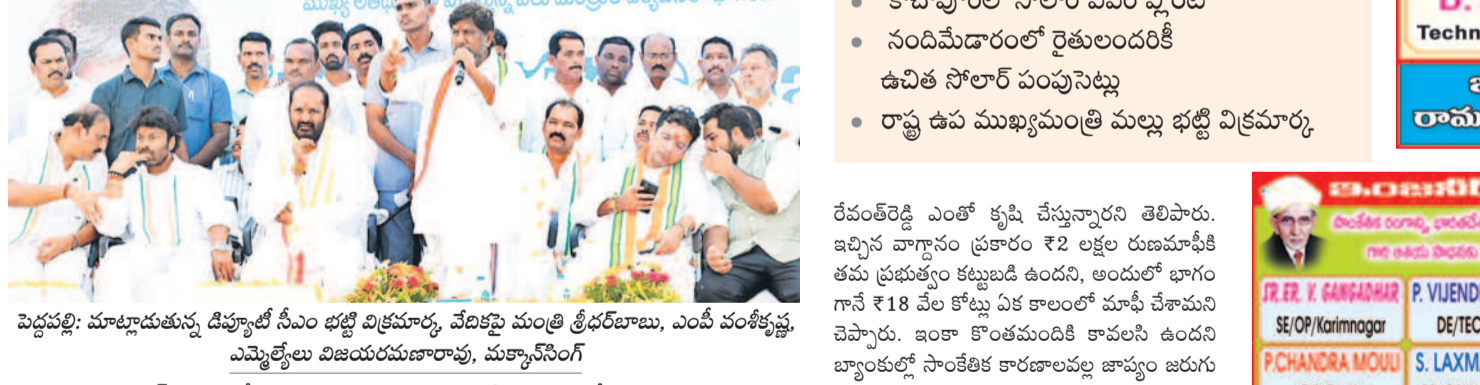 పెద్దపల్లి: మాట్లాడుతున్న డిప్యూటీ సీఎం భట్టి విక్రమార్క, వేదికపై మంత్రి శ్రీధర్‌బాబు, ఎంపీ వంశీకృష్ణ,
ఎమ్మెల్యేలు విజయరమణారావు, మక్కాన్‌సింగ్
• నందిమేడారంలో రైతులందరికీ
ఉచిత సోలార్ పంపుసెట్లు
• రాష్ట్ర ఉప ముఖ్యమంత్రి మల్లు భట్టి విక్రమార్క
రేవంత్‌రెడ్డి ఎంతో కృషి చేస్తున్నారని తెలిపారు.
ఇచ్చిన వాగ్దానం ప్రకారం ₹2 లక్షల రుణమాఫీకి
తమ ప్రభుత్వం కట్టుబడి ఉందని, అందులో భాగం
గానే ₹18 వేల కోట్లు ఏక కాలంలో మాఫీ చేశామని
చెప్పారు. ఇంకా కొంతమందికి కావలసి ఉందని
బ్యాంకుల్లో సాంకేతిక కారణాలవల్ల జాప్యం జరుగు
Techn
రామ
SR.ER. K. GANGADHAR
SE/OP/Karimnagar
P. VIJEND
DE/TEC
P.CHANDRA MOULI
S. LAXM